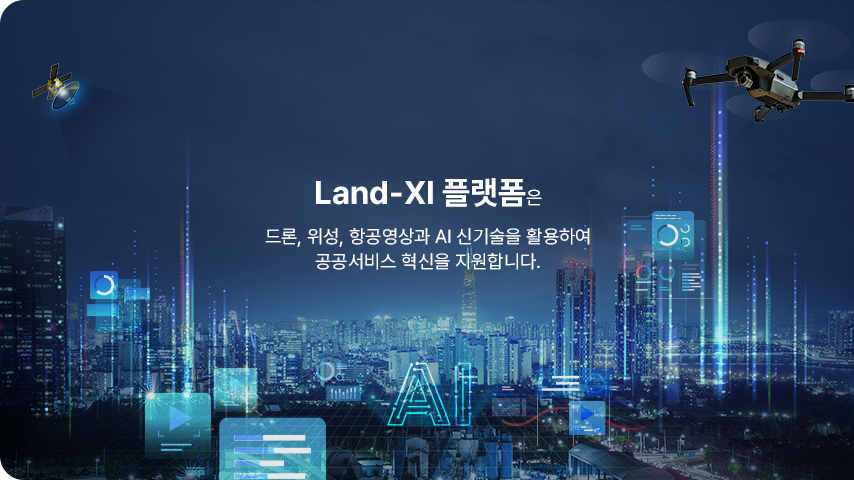 Land-XI 플랫폼은
드론, 위성, 항공영상과 AI 신기술을 활용하여
공공서비스 혁신을 지원합니다.
AI